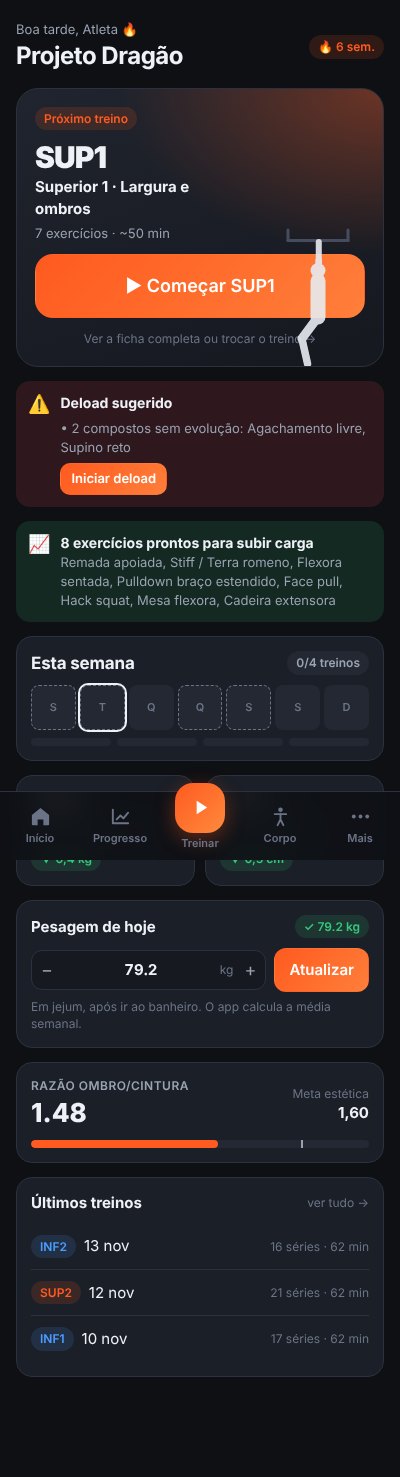 Boa tarde, Atleta 🔥
Projeto Dragão
🔥 6 sem.
Próximo treino
SUP1
Superior 1 · Largura e
ombros
7 exercícios · ~50 min
▶ Começar SUP1
Ver a ficha completa ou trocar o treino →
⚠️ Deload sugerido
• 2 compostos sem evolução: Agachamento livre,
Supino reto
Iniciar deload
📈 8 exercícios prontos para subir carga
Remada apoiada, Stiff / Terra romeno, Flexora
sentada, Pulldown braço estendido, Face pull,
Hack squat, Mesa flexora, Cadeira extensora
Esta semana
0/4 treinos
S T Q Q S S D
Início
Progresso
Treinar
Corpo
Mais
Pesagem de hoje
✓ 79.2 kg
− 79.2 kg +
Atualizar
Em jejum, após ir ao banheiro. O app calcula a média
semanal.
RAZÃO OMBRO/CINTURA
1.48
Meta estética
1,60
Últimos treinos
ver tudo →
INF2 13 nov 16 séries · 62 min
SUP2 12 nov 21 séries · 62 min
INF1 10 nov 17 séries · 62 min